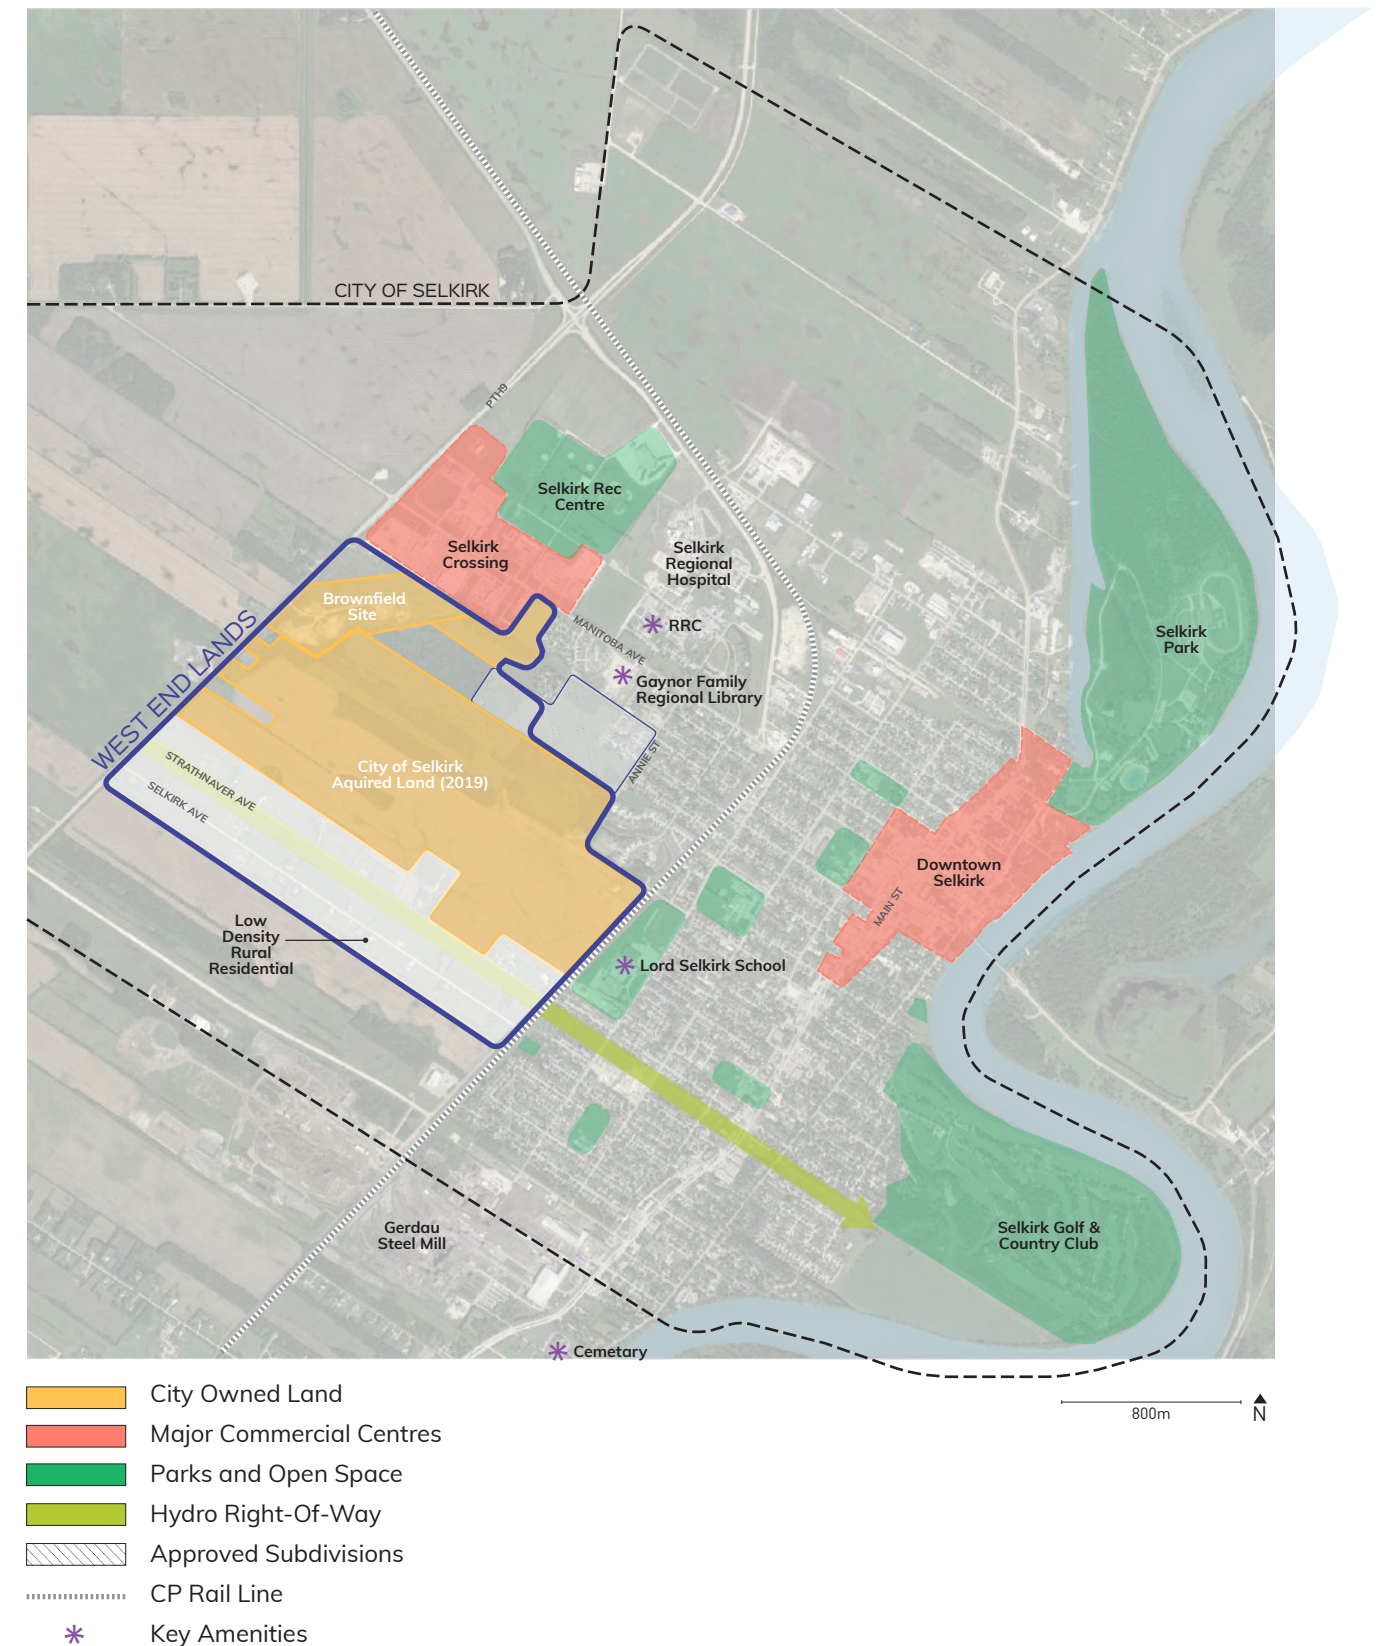 CITY OF SELKIRK
PTH9
Selkirk Rec
Centre
Selkirk
Crossing
Selkirk
Regional
Hospital
Brownfield
Site
MANITOBA AVE
RRC
Selkirk
Park
WEST END LANDS
Gaynor Family
Regional Library
ANNIE ST
City of Selkirk
Aquired Land (2019)
STRATHNAVER AVE
SELKIRK AVE
Downtown
Selkirk
MAIN ST
Low
Density
Rural
Residential
Lord Selkirk School
Gerdau
Steel Mill
Selkirk Golf &
Country Club
Cemetary
City Owned Land
Major Commercial Centres
Parks and Open Space
Hydro Right-Of-Way
Approved Subdivisions
CP Rail Line
Key Amenities
800m
N